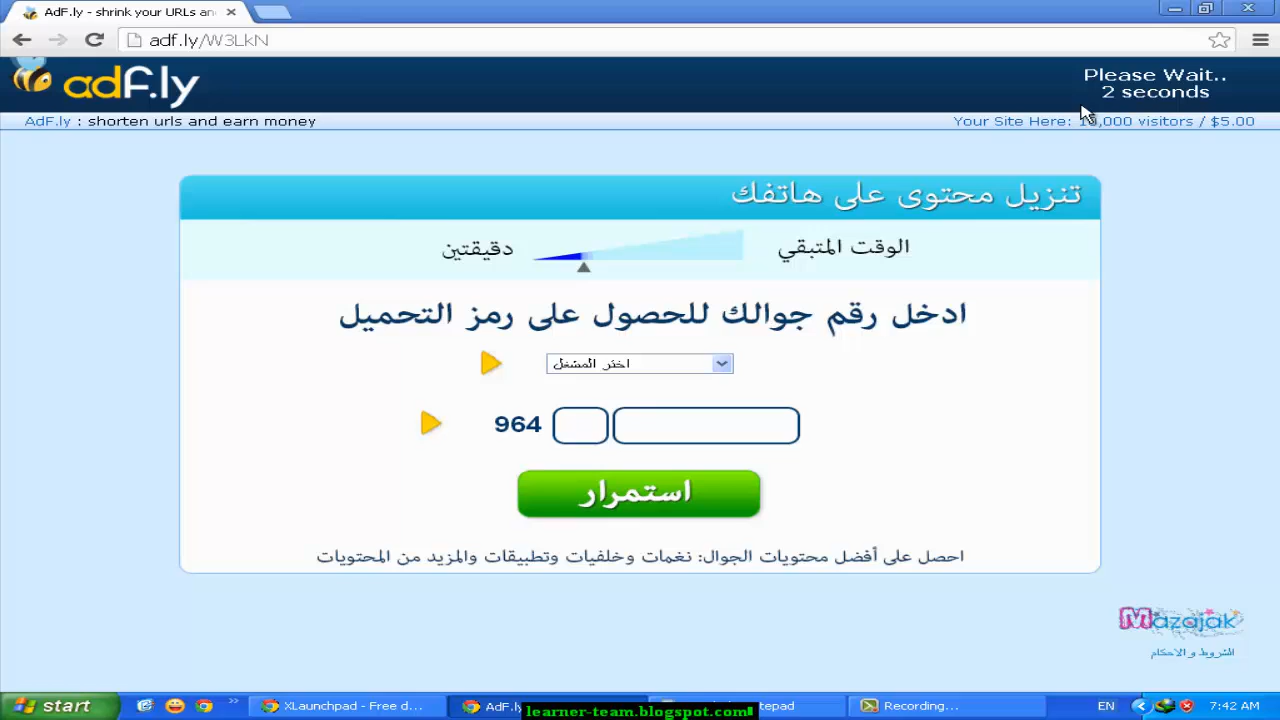 AdF.ly - shrink your URLs an
adf.ly/W3LkN
adf.ly
Please Wait..
2 seconds
AdF.ly : shorten urls and earn money
Your Site Here: 10,000 visitors / $5.00
تنزيل محتوى على هاتفك
الوقت المتبقي
دقيقتين
ادخل رقم جوالك للحصول على رمز التحميل
اختر المشغل
964
استمرار
احصل على أفضل محتويات الجوال: نغمات وخلفيات وتطبيقات والمزيد من المحتويات
Mazajak
الشروط و الاحكام
start
XLaunchpad - Free d...
AdF.ly
tepad
Recording...
EN
7:42 AM
learner-team.blogspot.com